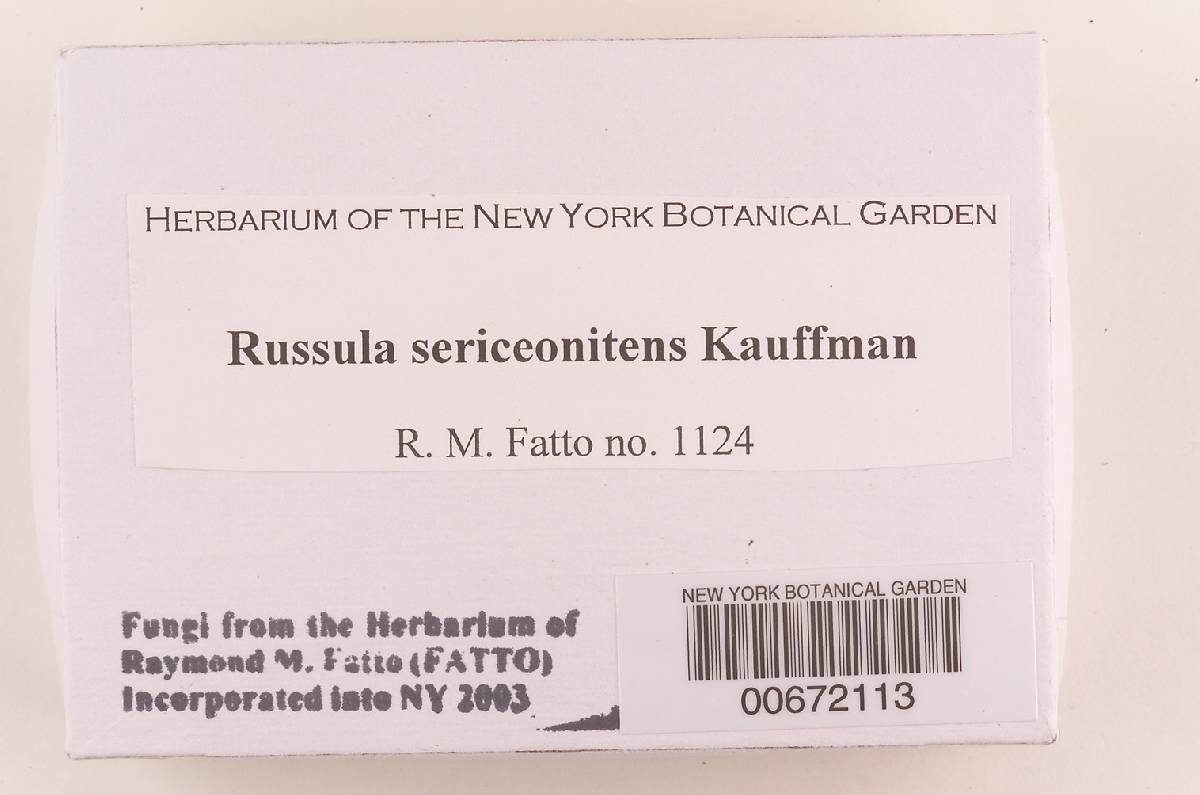 HERBARIUM OF THE NEW YORK BOTANICAL GARDEN
Russula sericeonitens Kauffman
R. M. Fatto no. 1124
Fungi from the Herbarium of
Raymond M. Fatto (FATTO)
Incorporated into NY 2003
NEW YORK BOTANICAL GARDEN
00672113